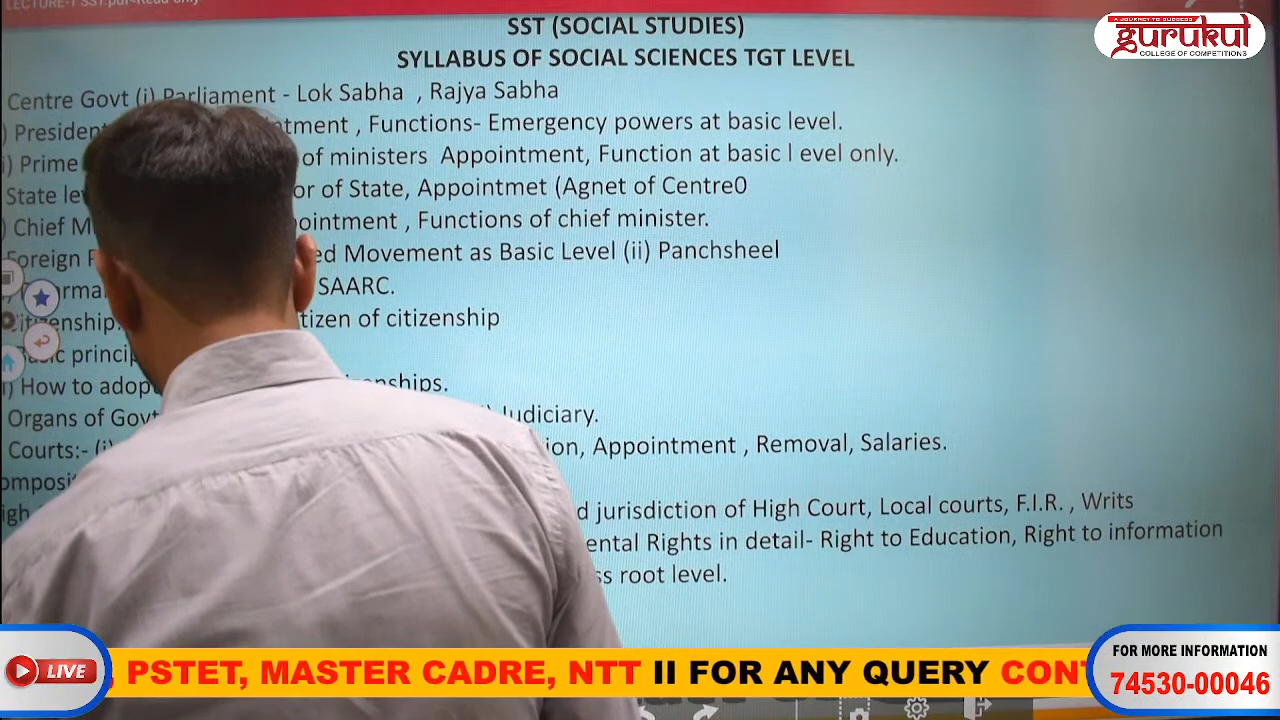 LECTURE-1 SST.pdf-Read only
SST (SOCIAL STUDIES)
SYLLABUS OF SOCIAL SCIENCES TGT LEVEL
Centre Govt (i) Parliament - Lok Sabha , Rajya Sabha
) President tment , Functions- Emergency powers at basic level.
i) Prime of ministers Appointment, Function at basic l evel only.
State le or of State, Appointmet (Agnet of Centre0
) Chief M ointment , Functions of chief minister.
Foreign ed Movement as Basic Level (ii) Panchsheel
SAARC.
tizen of citizenship
princip
) How to adopt nships.
Organs of Govt Judiciary.
Courts:- (i) ion, Appointment , Removal, Salaries.
omposi
igh d jurisdiction of High Court, Local courts, F.I.R. , Writs
ental Rights in detail- Right to Education, Right to information
ss root level.
A JOURNEY TO SUCCESS
gurukul
COLLEGE OF COMPETITIONS
LIVE
PSTET, MASTER CADRE, NTT II FOR ANY QUERY CONT
FOR MORE INFORMATION
74530-00046